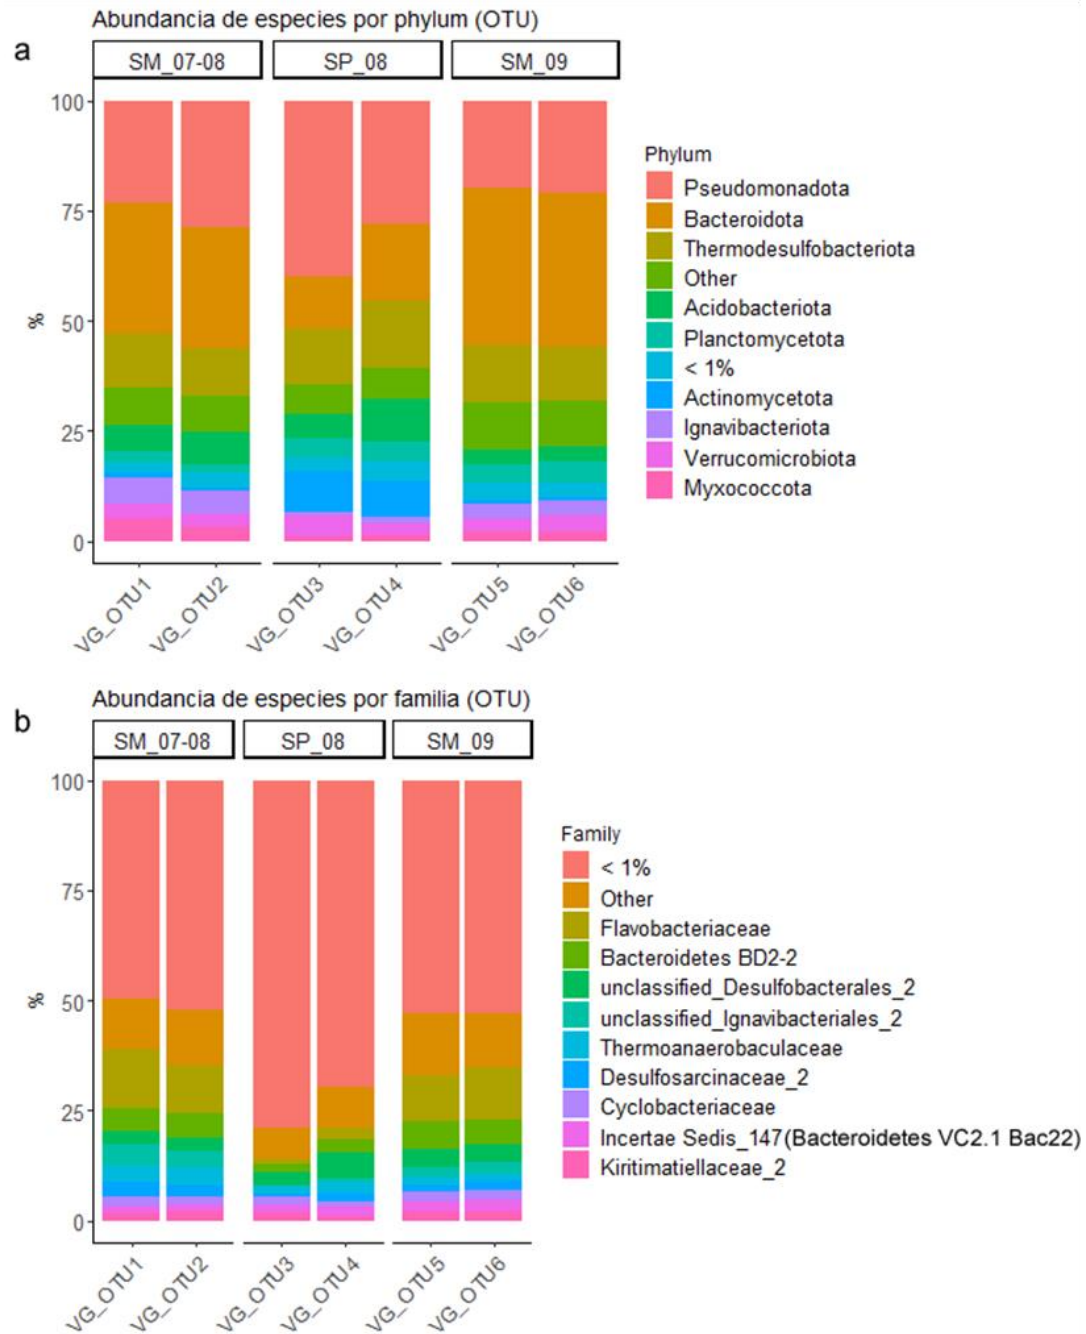 Abundancia de especies por phylum (OTU)
a
SM_07-08
SP_08
SM_09
100
75
50
25
0
%
VG_OTU1
VG_OTU2
VG_OTU3
VG_OTU4
VG_OTU5
VG_OTU6
Phylum
Pseudomonadota
Bacteroidota
Thermodesulfobacteriota
Other
Acidobacteriota
Planctomycetota
< 1%
Actinomycetota
Ignavibacteriota
Verrucomicrobiota
Myxococcota
Abundancia de especies por familia (OTU)
b
SM_07-08
SP_08
SM_09
100
75
50
25
0
%
VG_OTU1
VG_OTU2
VG_OTU3
VG_OTU4
VG_OTU5
VG_OTU6
Family
< 1%
Other
Flavobacteriaceae
Bacteroidetes BD2-2
unclassified_Desulfobacterales_2
unclassified_Ignavibacteriales_2
Thermoanaerobaculaceae
Desulfosarcinaceae_2
Cyclobacteriaceae
Incertae Sedis_147(Bacteroidetes VC2.1 Bac22)
Kiritimatiellaceae_2